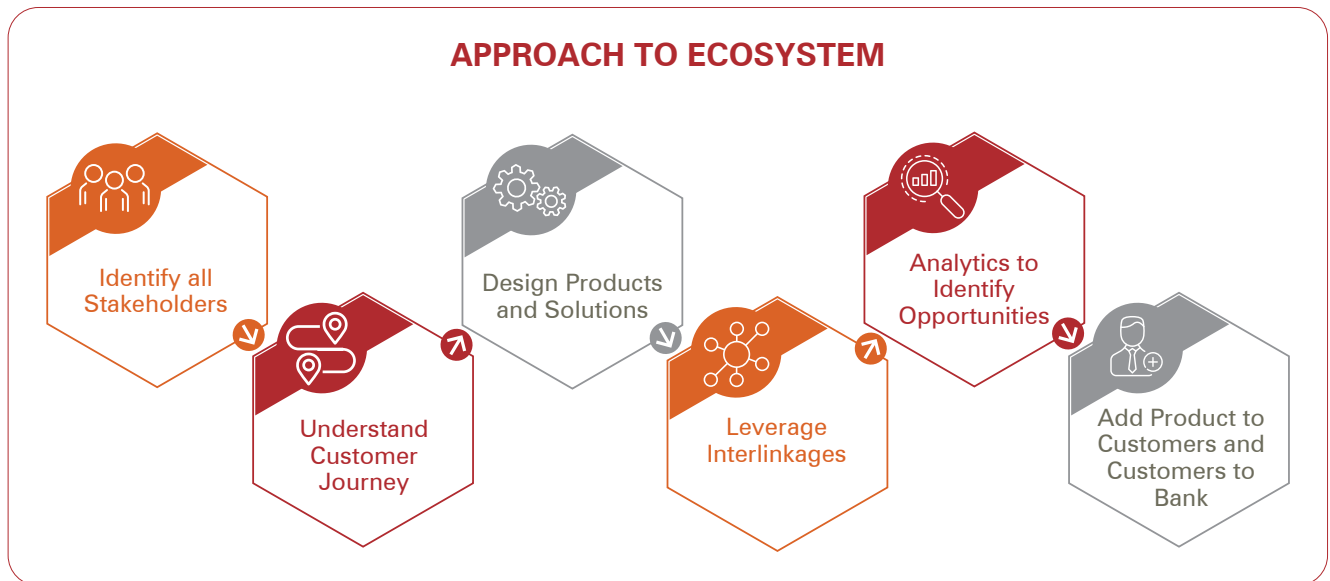 APPROACH TO ECOSYSTEM
Identify all
Stakeholders
Understand
Customer
Journey
Design Products
and Solutions
Leverage
Interlinkages
Analytics to
Identify
Opportunities
Add Product to
Customers and
Customers to
Bank